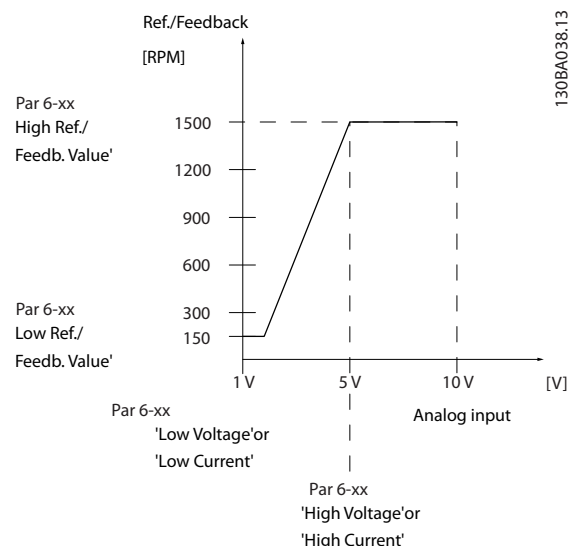 Ref./Feedback
[RPM]
130BA038.13
Par 6-xx
High Ref./
Feedb. Value'
1500
1200
900
600
300
150
Par 6-xx
Low Ref./
Feedb. Value'
1 V
5 V
10 V
[V]
Par 6-xx
'Low Voltage'or
'Low Current'
Analog input
Par 6-xx
'High Voltage'or
'High Current'